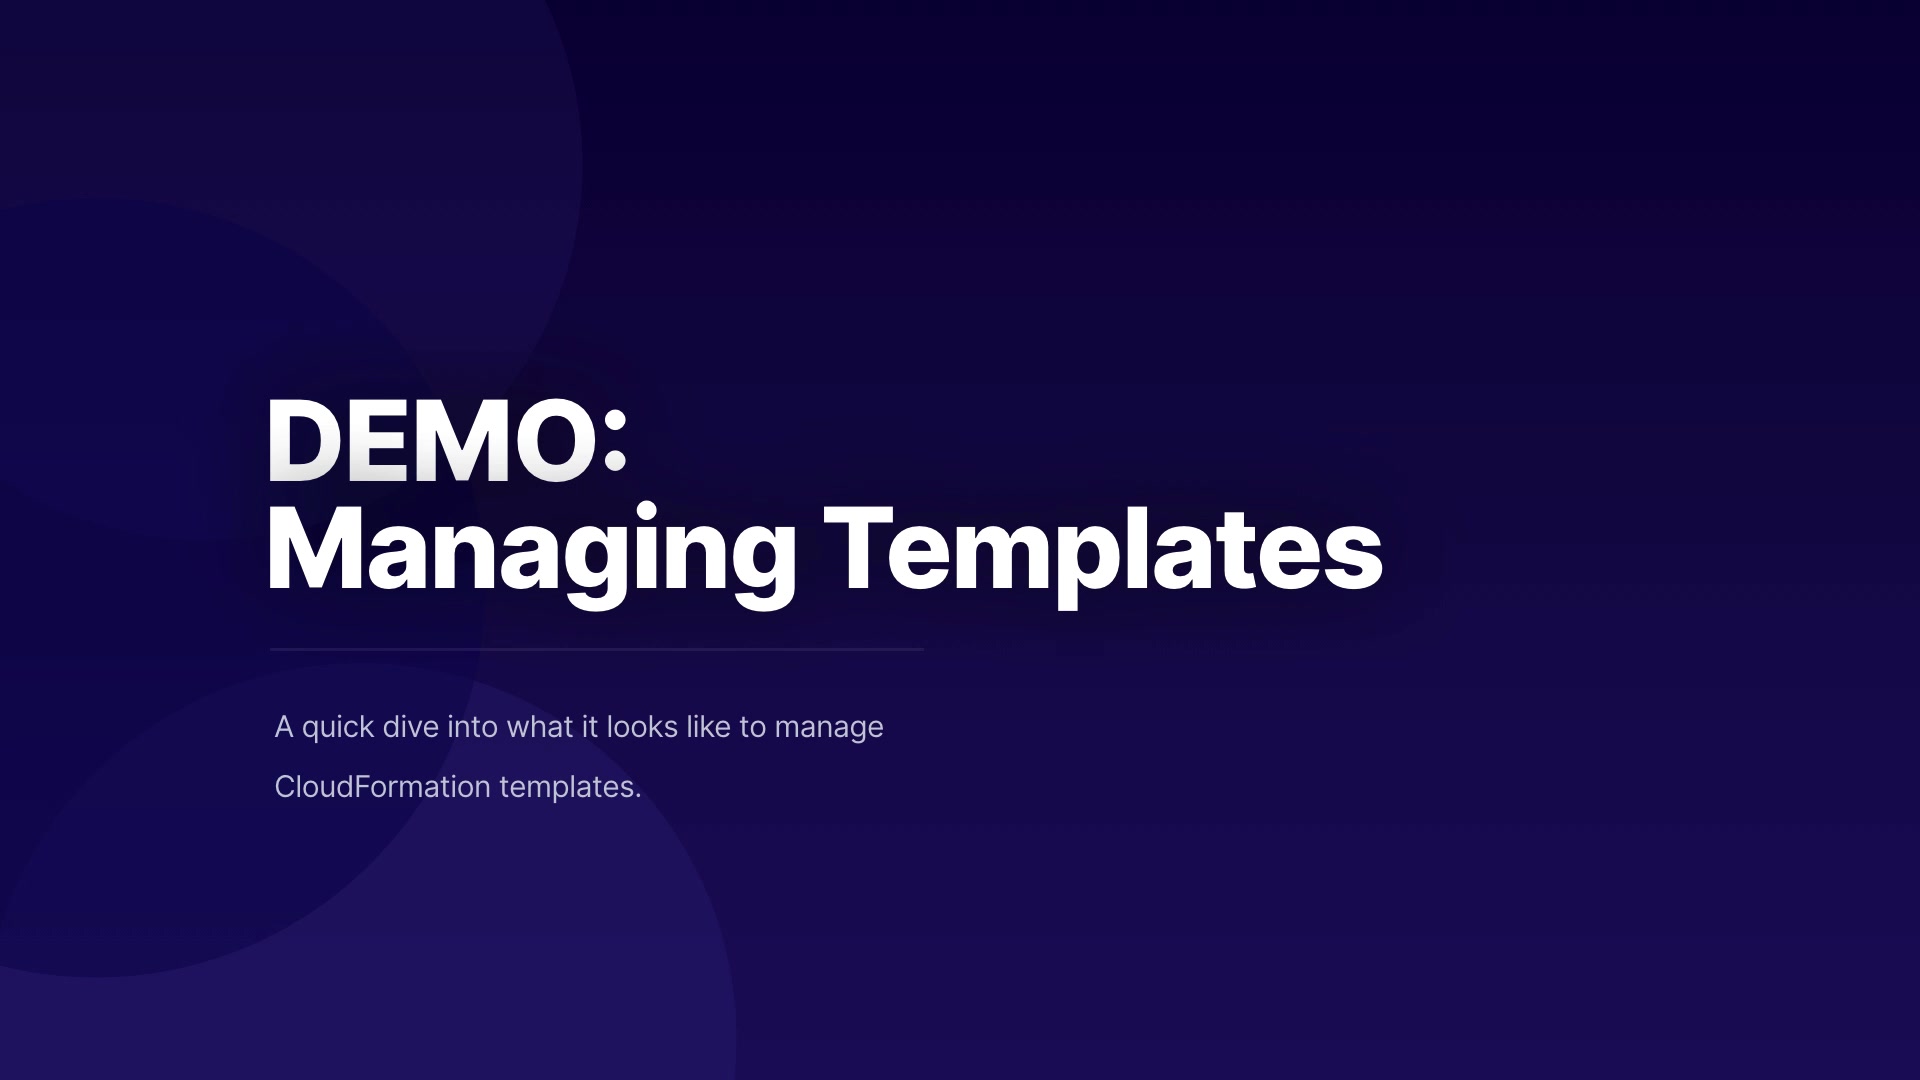 DEMO:
Managing Templates
A quick dive into what it looks like to manage
CloudFormation templates.